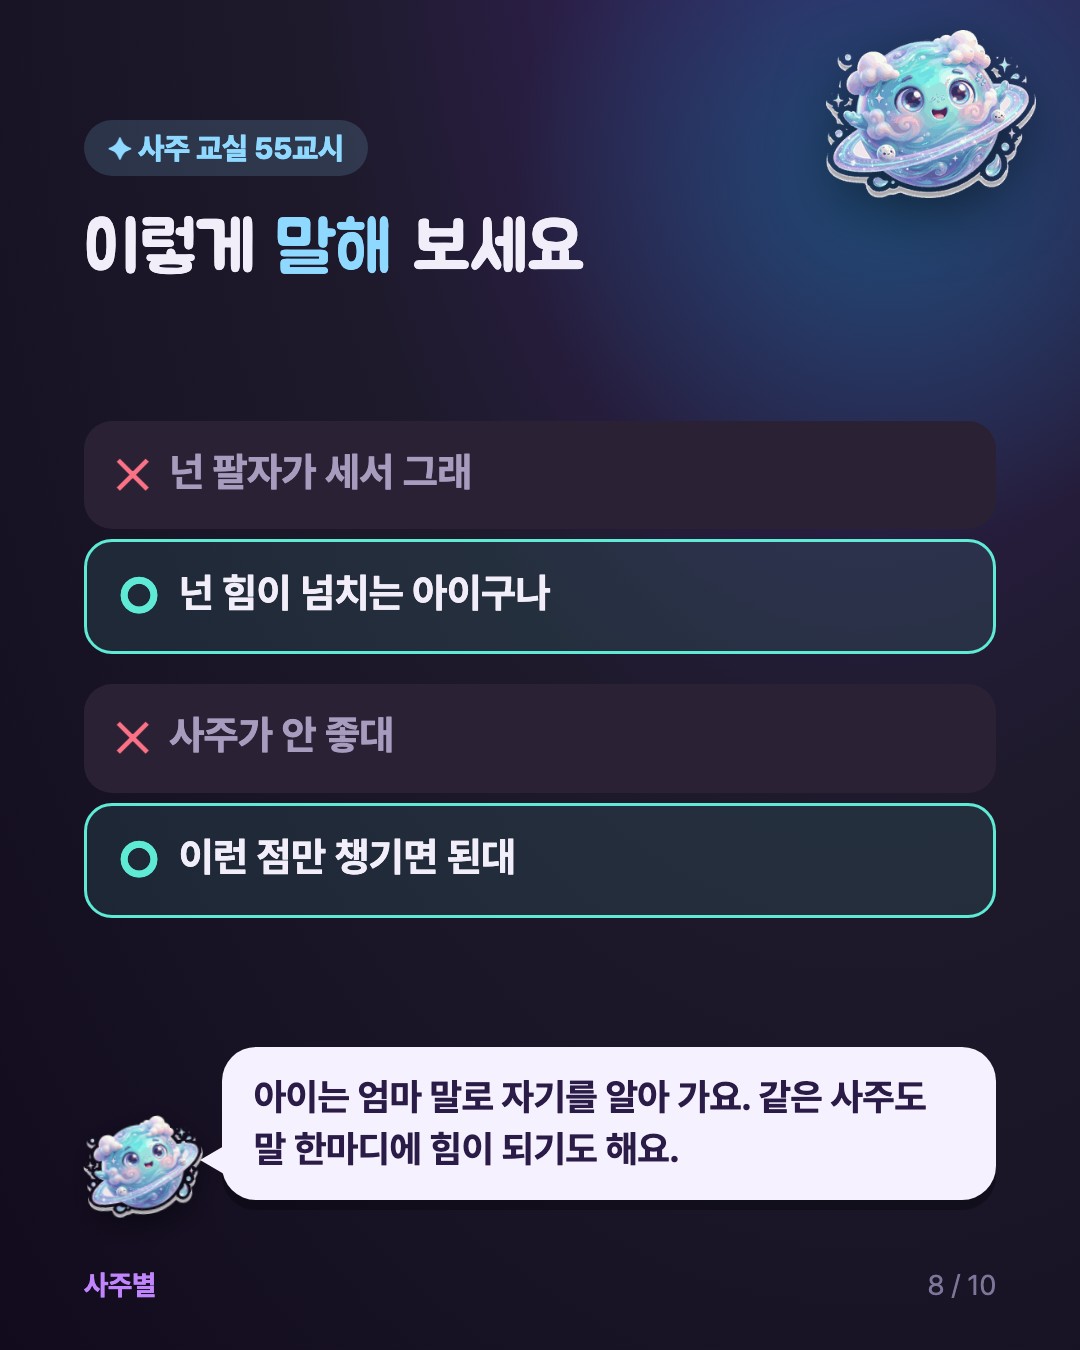 사주 교실 55교시
이렇게 말해 보세요
넌 팔자가 세서 그래
넌 힘이 넘치는 아이구나
사주가 안 좋대
이런 점만 챙기면 된대
아이는 엄마 말로 자기를 알아 가요. 같은 사주도
말 한마디에 힘이 되기도 해요.
사주별
8 / 10